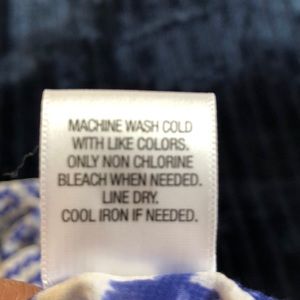 MACHINE WASH COLD
WITH LIKE COLORS.
ONLY NON CHLORINE
BLEACH WHEN NEEDED.
LINE DRY.
COOL IRON IF NEEDED.